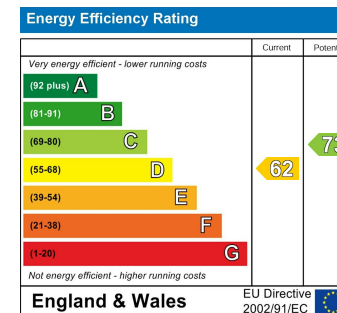 Energy Efficiency Rating
Current
Very energy efficient - lower running costs
(92 plus) A
(81-91) B
(69-80) C
(55-68) D
62
(39-54) E
(21-38) F
(1-20) G
Not energy efficient - higher running costs
England & Wales
EU Directive
2002/91/EC